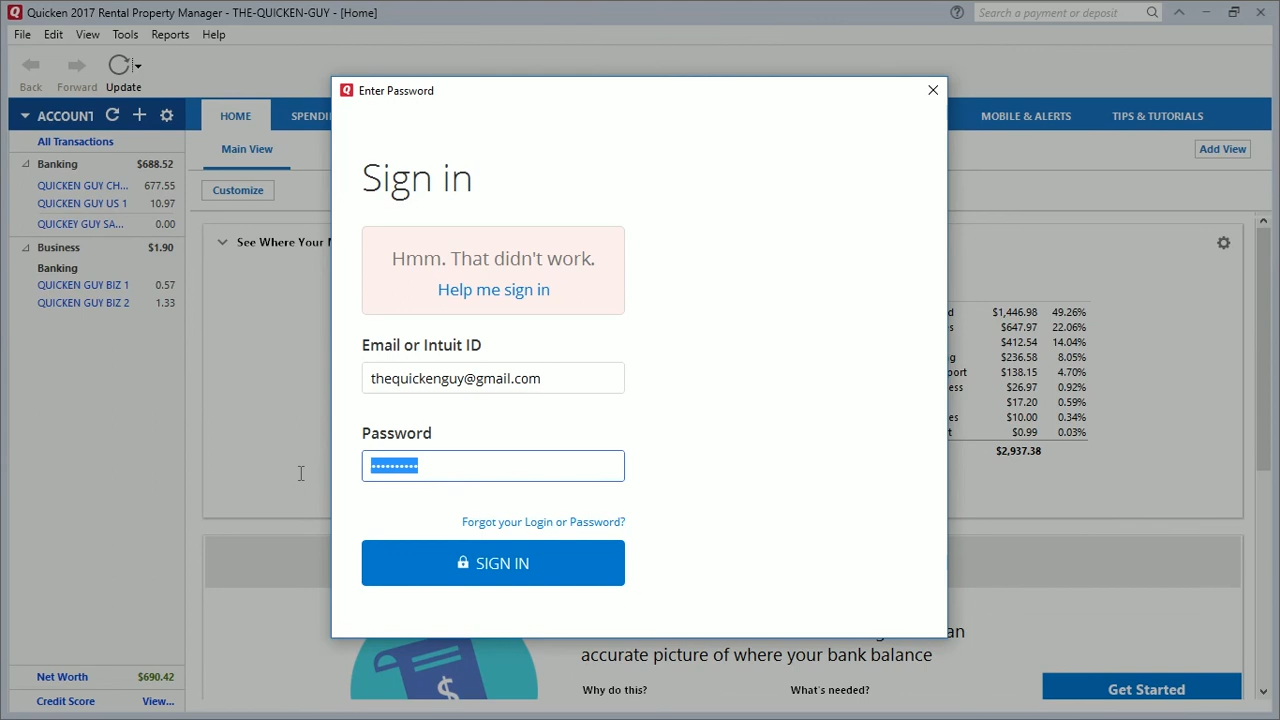 Quicken 2017 Rental Property Manager - THE-QUICKEN-GUY - [Home]
Search a payment or deposit
File Edit View Tools Reports Help
Back Forward Update
Enter Password
ACCOUNT
HOME
SPENDI
MOBILE & ALERTS
TIPS & TUTORIALS
All Transactions
Main View
Add View
Banking $688.52
QUICKEN GUY CH... 677.55
QUICKEN GUY US 1 10.97
QUICKEY GUY SA... 0.00
Business $1.90
Banking
QUICKEN GUY BIZ 1 0.57
QUICKEN GUY BIZ 2 1.33
Customize
See Where Your
Sign in
Hmm. That didn't work.
Help me sign in
Email or Intuit ID
thequickenguy@gmail.com
Password
Forgot your Login or Password?
SIGN IN
d $1,446.98 49.26%
es $647.97 22.06%
$412.54 14.04%
ng $236.58 8.05%
port $138.15 4.70%
ess $26.97 0.92%
$17.20 0.59%
es $10.00 0.34%
t $0.99 0.03%
$2,937.38
an
accurate picture of where your bank balance
Why do this? What's needed?
Get Started
Net Worth $690.42
Credit Score View...